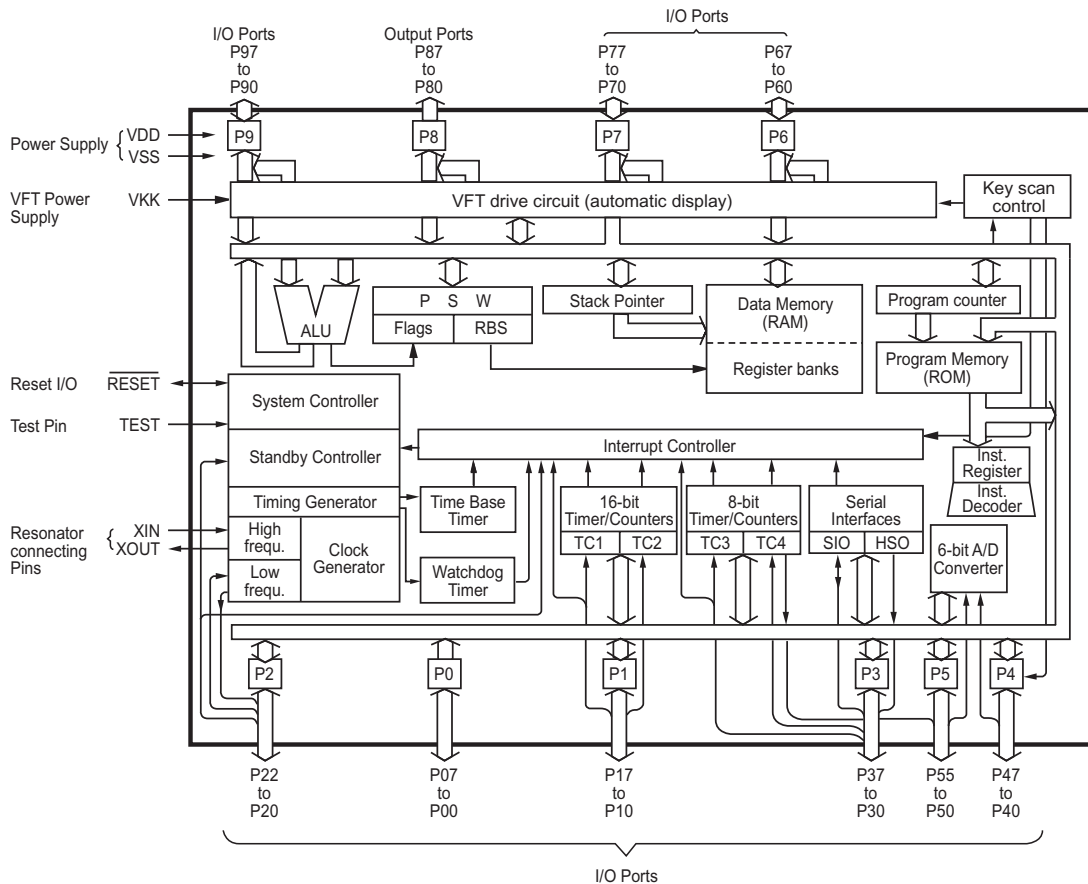 I/O Ports
I/O Ports
P97
to
P90
Output Ports
P87
to
P80
P77
to
P70
P67
to
P60
Power Supply
VDD
VSS
P9
P8
P7
P6
VFT Power
Supply
VKK
VFT drive circuit (automatic display)
Key scan
control
ALU
P S W
Flags
RBS
Stack Pointer
Data Memory
(RAM)
Register banks
Program counter
Program Memory
(ROM)
Reset I/O
RESET
Test Pin
TEST
System Controller
Standby Controller
Timing Generator
High
frequ.
Low
frequ.
Clock
Generator
Resonator
connecting
Pins
XIN
XOUT
Interrupt Controller
Time Base
Timer
Watchdog
Timer
16-bit
Timer/Counters
TC1
TC2
8-bit
Timer/Counters
TC3
TC4
Serial
Interfaces
SIO
HSO
Inst.
Register
Inst.
Decoder
6-bit A/D
Converter
P2
P0
P1
P3
P5
P4
P22
to
P20
P07
to
P00
P17
to
P10
P37
to
P30
P55
to
P50
P47
to
P40
I/O Ports